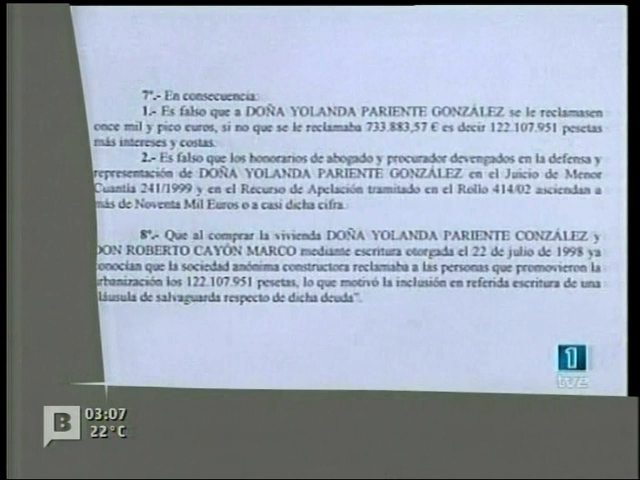 7º.- En consecuencia:
1.- Es falso que a DOÑA YOLANDA PARIENTE GONZÁLEZ se le reclamasen
once mil y pico euros, si no que se le reclamaba 733.883,57 € es decir 122.107.951 pesetas
más intereses y costas.
2.- Es falso que los honorarios de abogado y procurador devengados en la defensa y
representación de DOÑA YOLANDA PARIENTE GONZÁLEZ en el Juicio de Menor
Cuantía 241/1999 y en el Recurso de Apelación tramitado en el Rollo 414/02 asciendan a
más de Noventa Mil Euros o a casi dicha cifra.
8º.- Que al comprar la vivienda DOÑA YOLANDA PARIENTE CONZÁLEZ y
DON ROBERTO CAYÓN MARCO mediante escritura otorgada el 22 de julio de 1998 ya
conocían que la sociedad anónima constructora reclamaba a las personas que promovieron la
urbanización los 122.107.951 pesetas, lo que motivó la inclusión en referida escritura de una
cláusula de salvaguarda respecto de dicha deuda".
1
tve
B 03:07
22°C